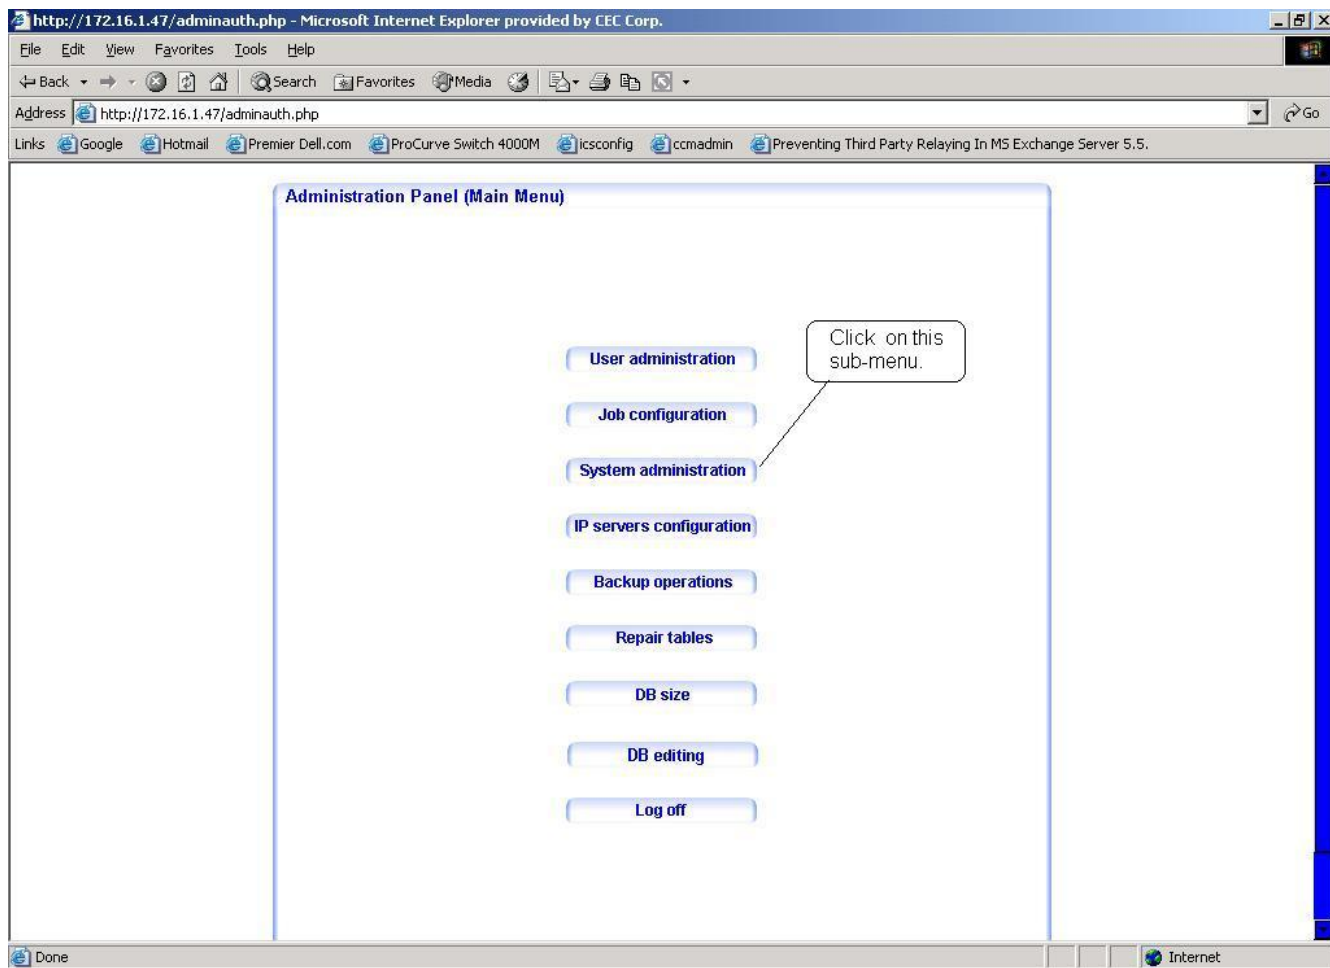 http://172.16.1.47/adminauth.php - Microsoft Internet Explorer provided by CEC Corp.
File Edit View Favorites Tools Help
Back Search Favorites Media
Address http://172.16.1.47/adminauth.php Go
Links Google Hotmail Premier Dell.com ProCurve Switch 4000M icsconfig ccmadmin Preventing Third Party Relaying In MS Exchange Server 5.5.
Administration Panel (Main Menu)
Click on this
sub-menu.
User administration
Job configuration
System administration
IP servers configuration
Backup operations
Repair tables
DB size
DB editing
Log off
Done Internet